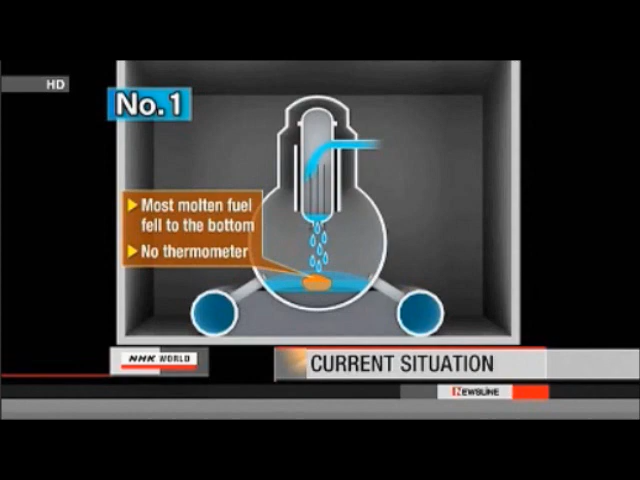 HD
No.1
Most molten fuel
fell to the bottom
No thermometer
NHK WORLD
CURRENT SITUATION
NEWSLINE